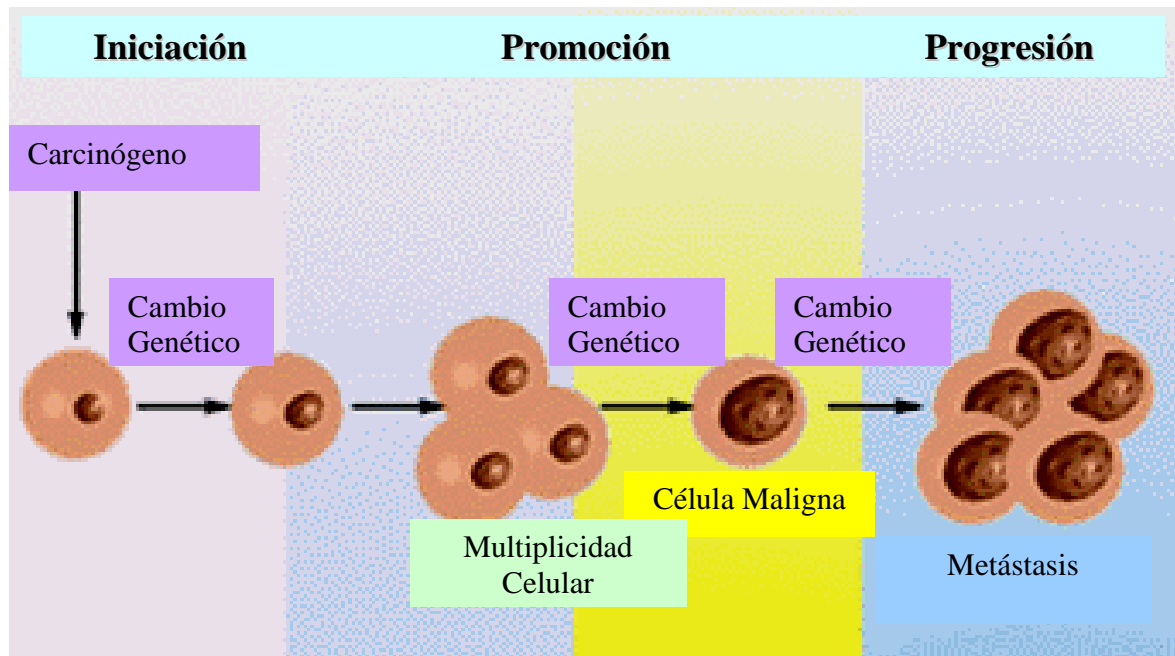 Iniciación Promoción Progresión
Carcinógeno
Cambio
Genético
Cambio
Genético
Cambio
Genético
Célula Maligna
Multiplicidad
Celular
Metástasis